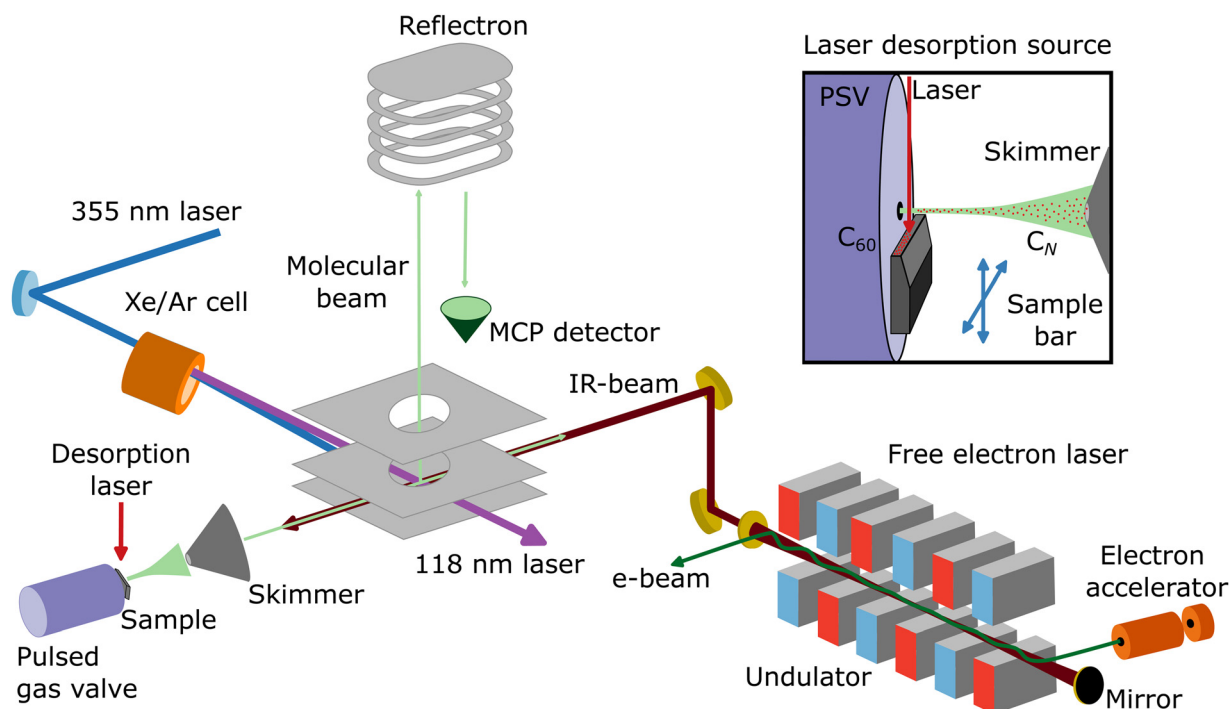 Reflectron
355 nm laser
Xe/Ar cell
Molecular
beam
MCP detector
IR-beam
Desorption
laser
118 nm laser
Skimmer
Sample
Pulsed
gas valve
Laser desorption source
PSV
Laser
Skimmer
C₆₀
C_N
Sample
bar
Free electron laser
e-beam
Electron
accelerator
Undulator
Mirror